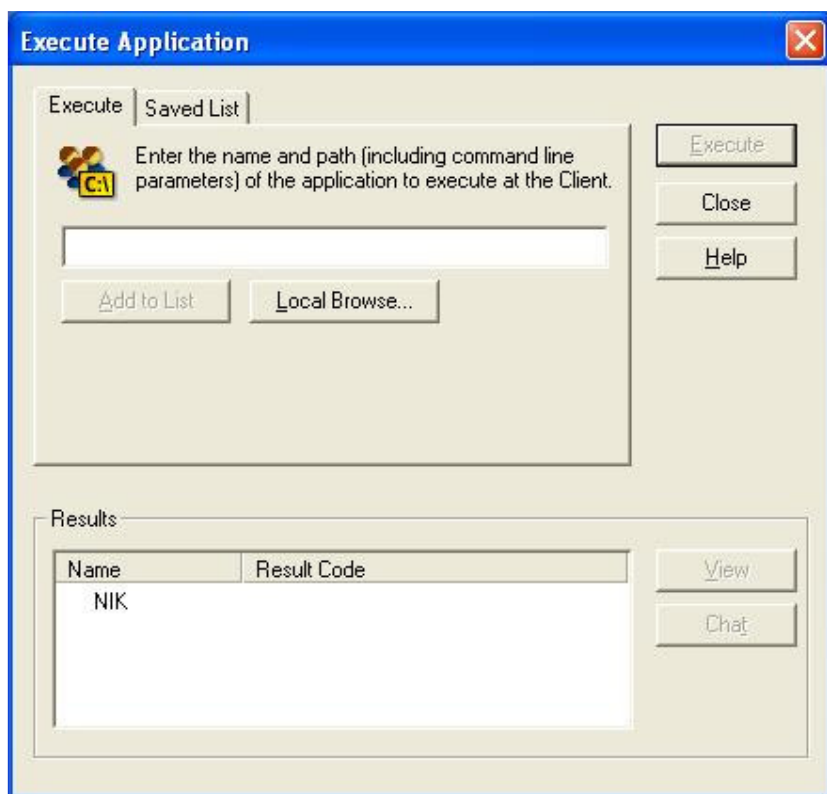 Execute Application
Execute
Saved List
Enter the name and path (including command line
parameters) of the application to execute at the Client.
C:\
Add to List
Local Browse...
Execute
Close
Help
Results
Name
Result Code
NIK
View
Chat